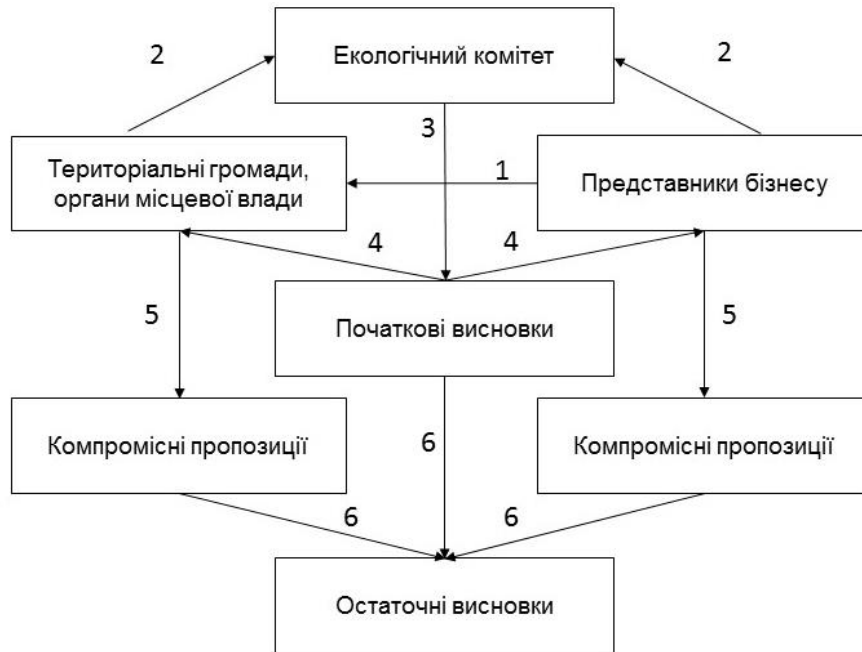 2
Екологічний комітет
2
3
Територіальні громади,
органи місцевої влади
1
Представники бізнесу
4
4
5
Початкові висновки
5
Компромісні пропозиції
6
Компромісні пропозиції
6
6
Остаточні висновки